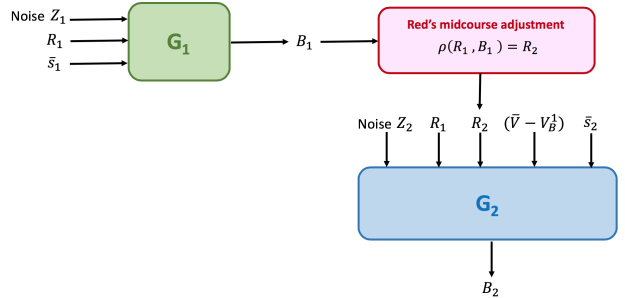 Noise Z₁
R₁
s̄₁
G₁
B₁
Red's midcourse adjustment
ρ(R₁ , B₁ ) = R₂
Noise Z₂ R₁ R₂ (V̄ − V_B¹) s̄₂
G₂
B₂